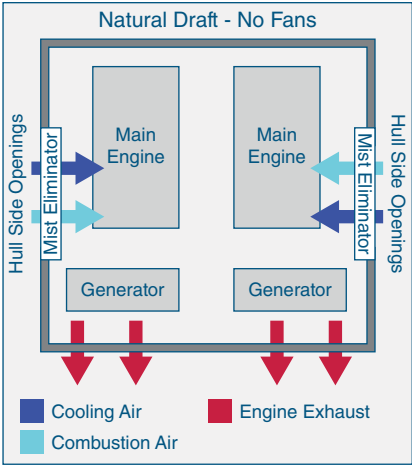 Natural Draft - No Fans
Hull Side Openings
Mist Eliminator
Main
Engine
Main
Engine
Mist Eliminator
Hull Side Openings
Generator
Generator
Cooling Air
Engine Exhaust
Combustion Air